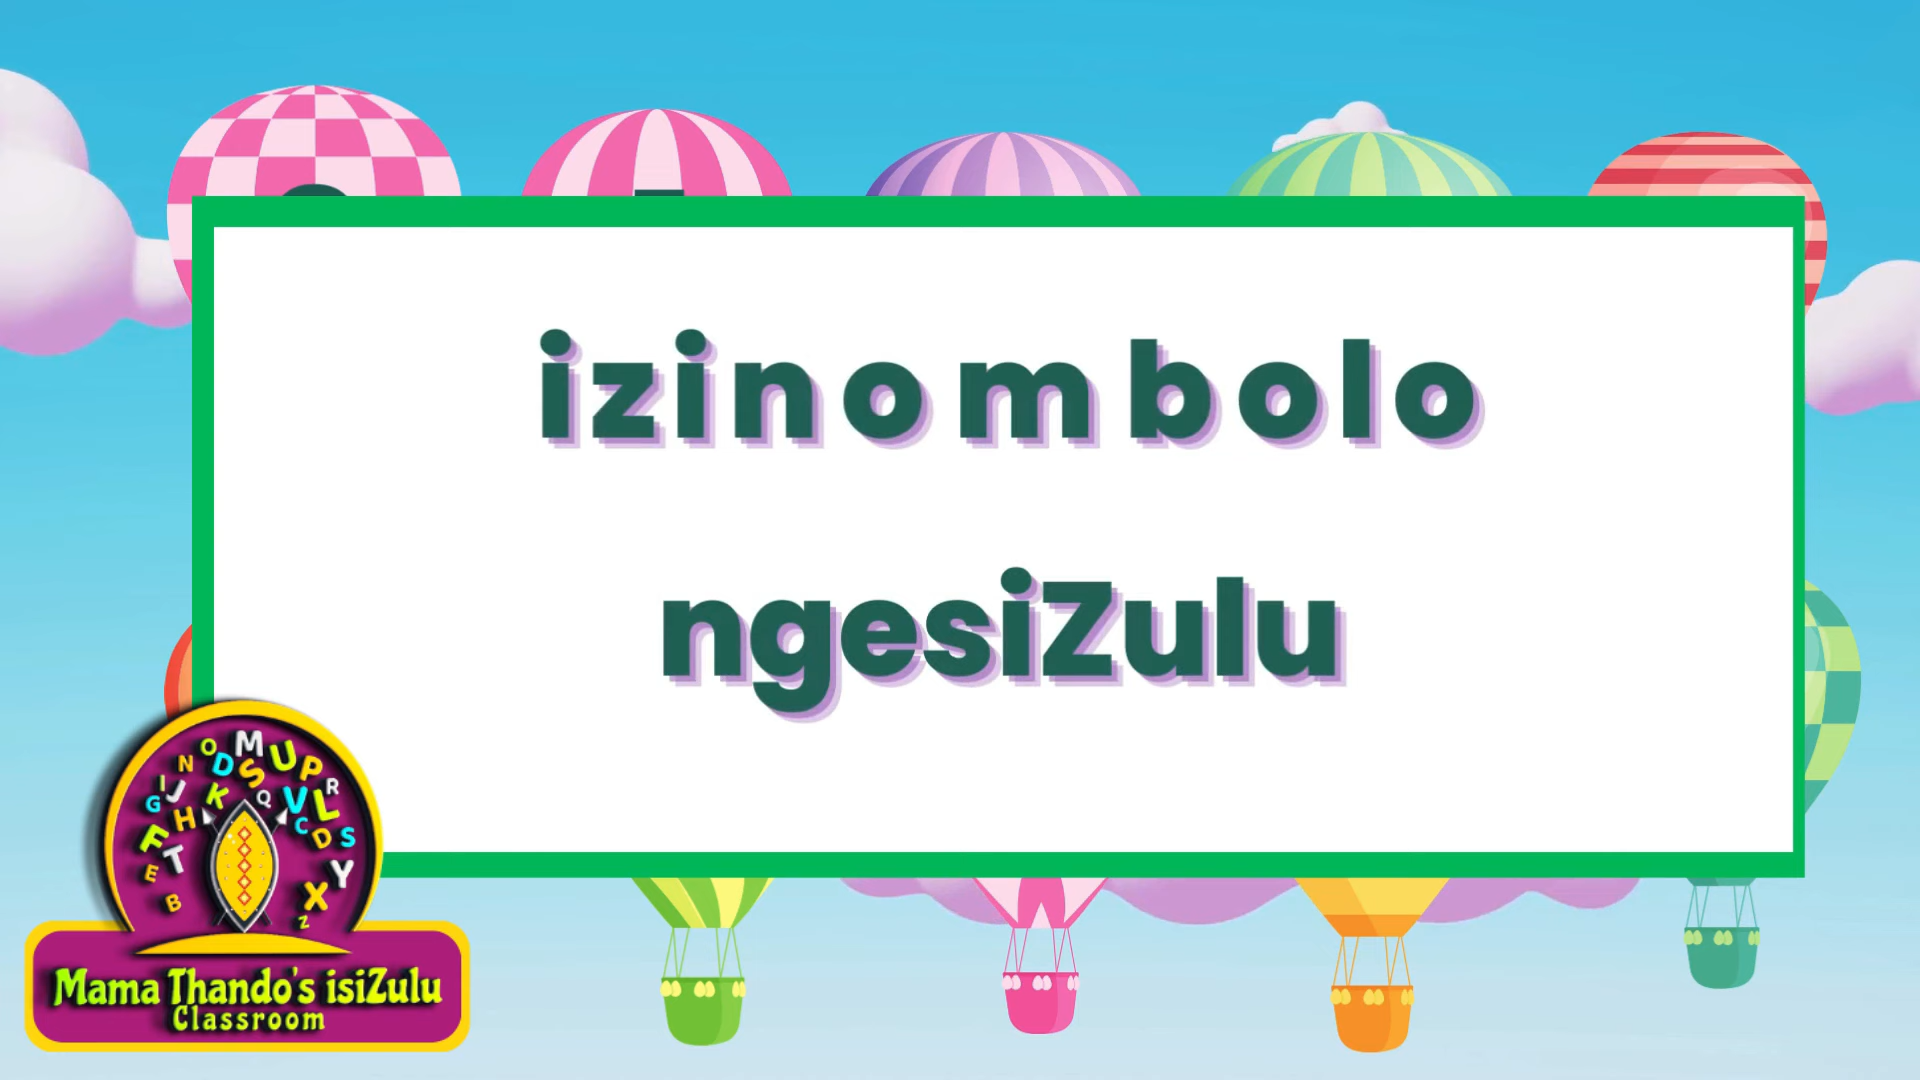 izinombolo
ngesiZulu
Mama Thando's isiZulu
Classroom